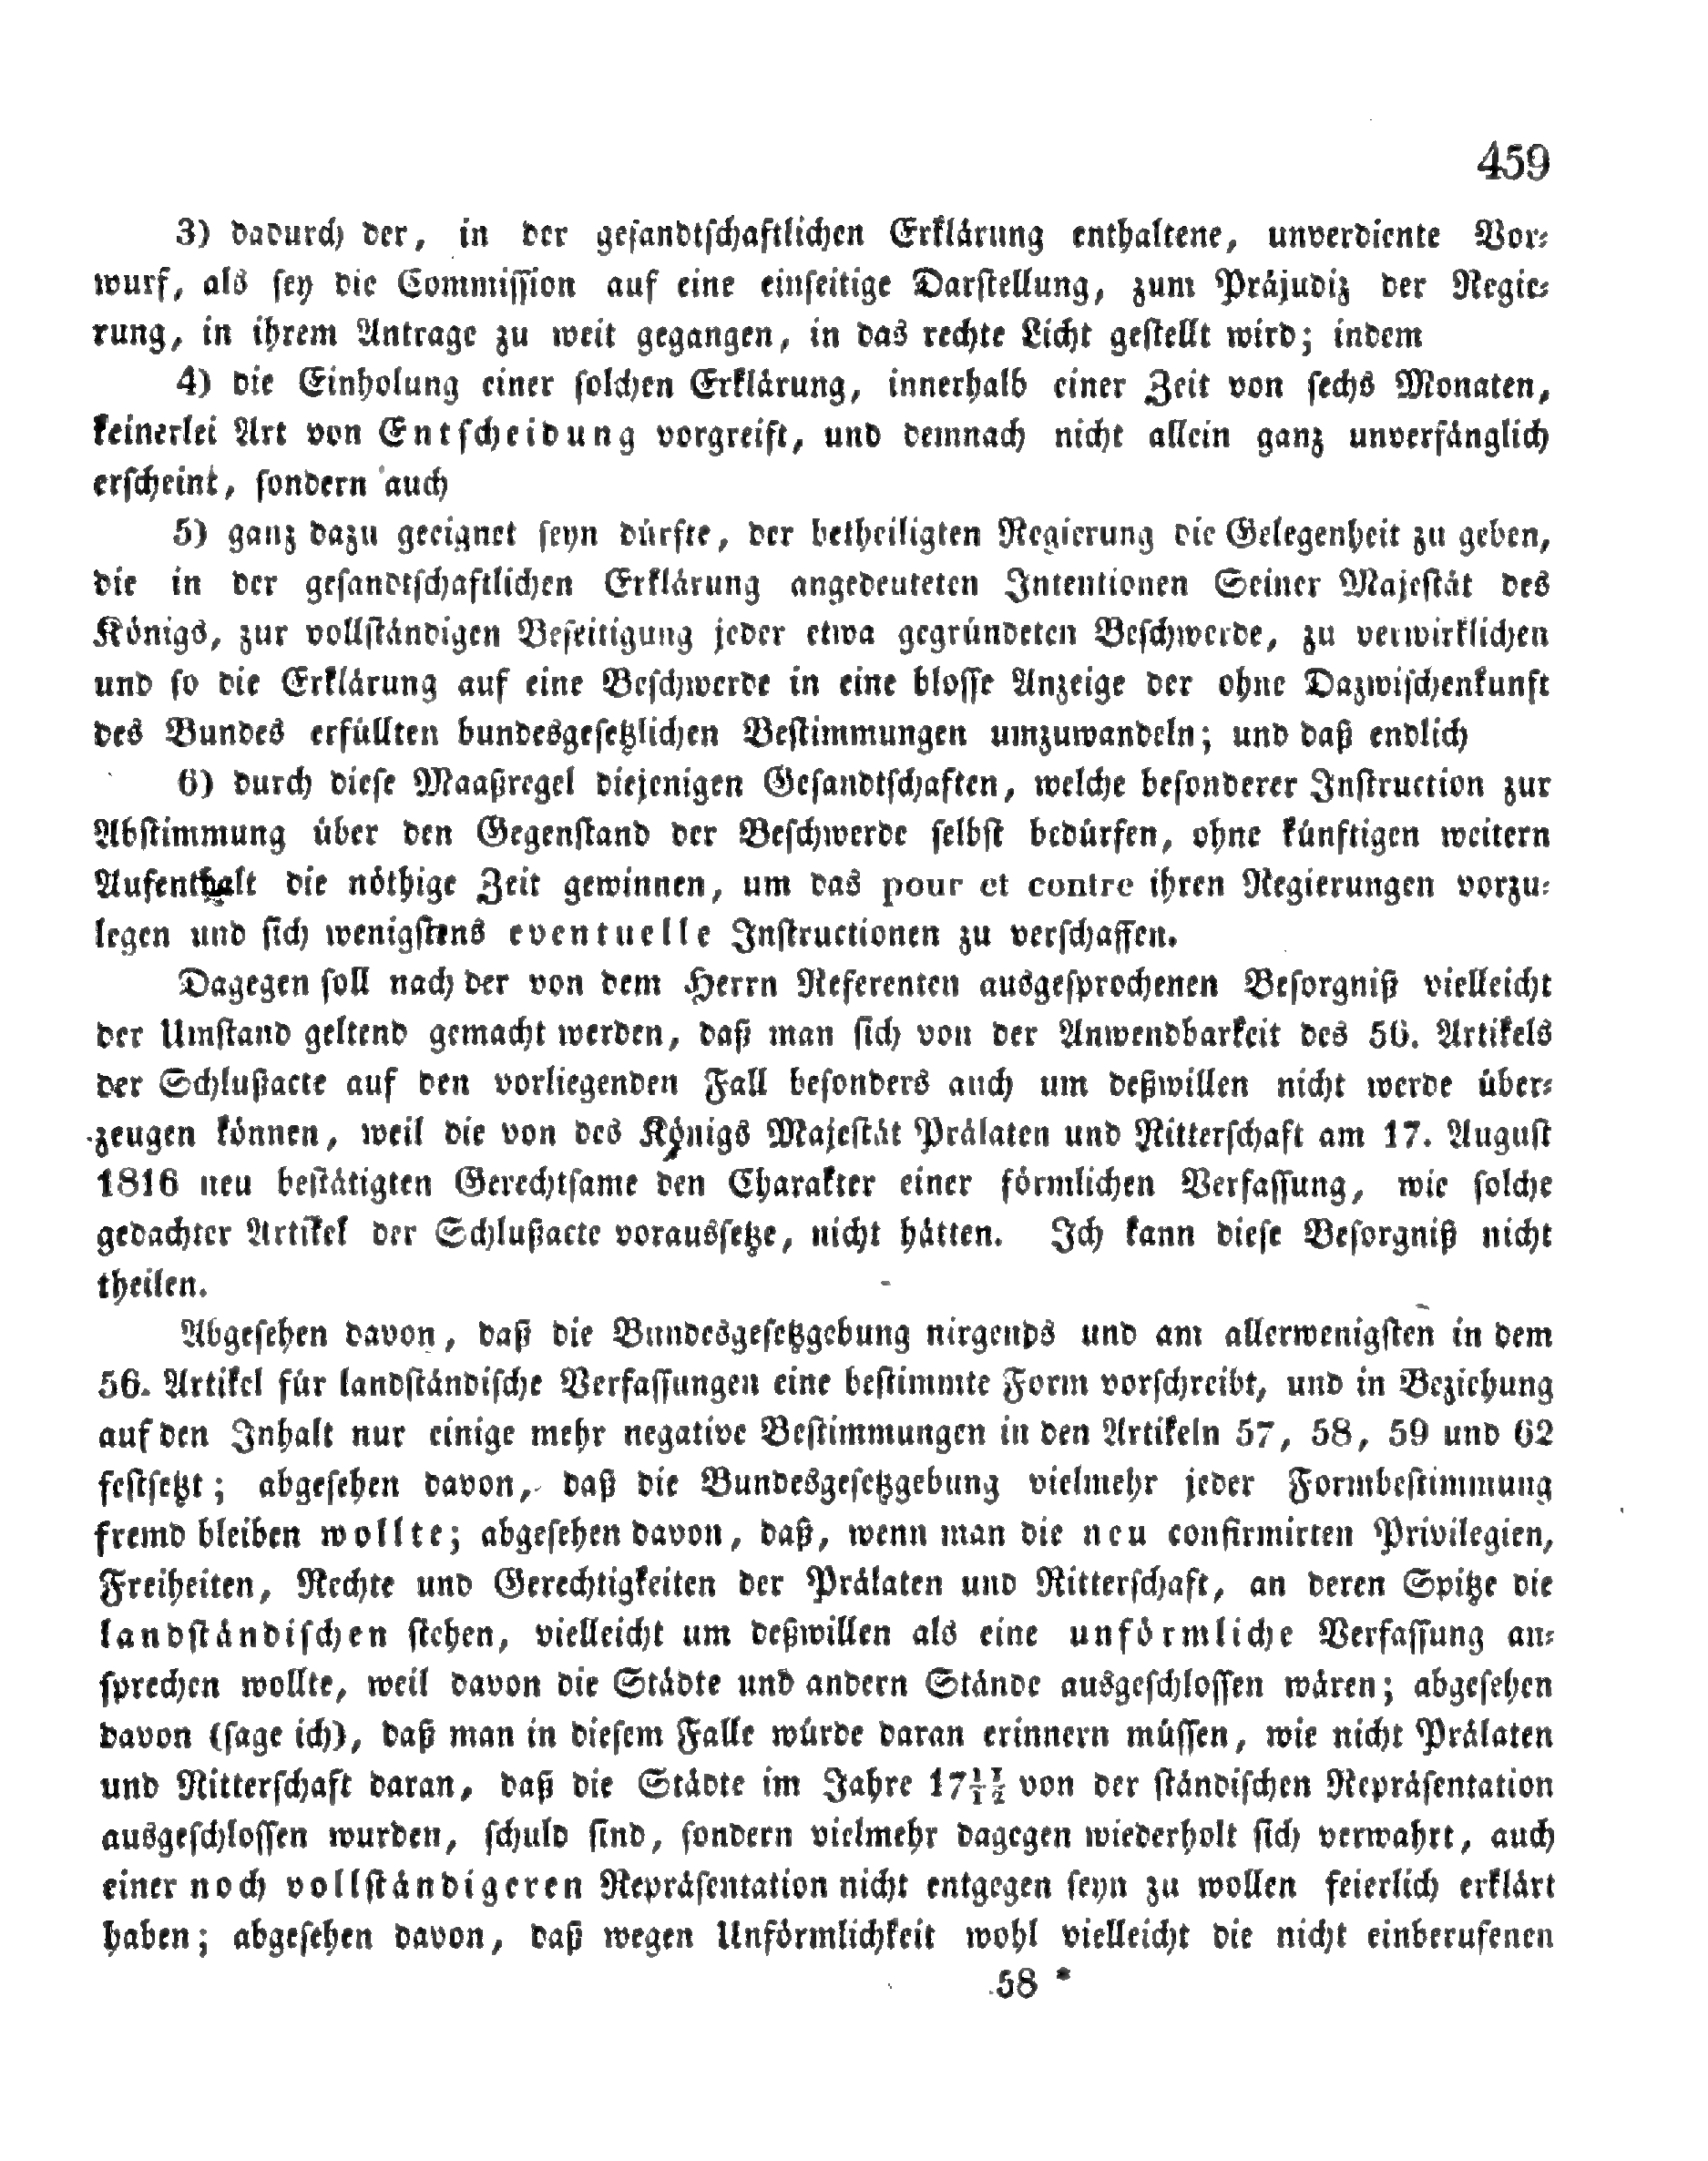 459
3) dadurch der, in der gesandtschaftlichen Erklärung enthaltene, unverdiente Vor-
wurf, als sey die Commission auf eine einseitige Darstellung, zum Präjudiz der Regie-
rung, in ihrem Antrage zu weit gegangen, in das rechte Licht gestellt wird; indem
4) die Einholung einer solchen Erklärung, innerhalb einer Zeit von sechs Monaten,
keinerlei Art von Entscheidung vorgreift, und demnach nicht allein ganz unverfänglich
erscheint, sondern auch
5) ganz dazu geeignet seyn dürfte, der betheiligten Regierung die Gelegenheit zu geben,
die in der gesandtschaftlichen Erklärung angedeuteten Intentionen Seiner Majestät des
Königs, zur vollständigen Beseitigung jeder etwa gegründeten Beschwerde, zu verwirklichen
und so die Erklärung auf eine Beschwerde in eine blosse Anzeige der ohne Dazwischenkunft
des Bundes erfüllten bundesgesetzlichen Bestimmungen umzuwandeln; und daß endlich
6) durch diese Maaßregel diejenigen Gesandtschaften, welche besonderer Instruction zur
Abstimmung über den Gegenstand der Beschwerde selbst bedürfen, ohne künftigen weitern
Aufenthalt die nöthige Zeit gewinnen, um das pour et contre ihren Regierungen vorzu-
legen und sich wenigstens eventuelle Instructionen zu verschaffen.
Dagegen soll nach der von dem Herrn Referenten ausgesprochenen Besorgniß vielleicht
der Umstand geltend gemacht werden, daß man sich von der Anwendbarkeit des 56. Artikels
der Schlußacte auf den vorliegenden Fall besonders auch um deßwillen nicht werde über-
zeugen können, weil die von des Königs Majestät Prälaten und Ritterschaft am 17. August
1816 neu bestätigten Gerechtsame den Charakter einer förmlichen Verfassung, wie solche
gedachter Artikel der Schlußacte voraussetze, nicht hätten. Ich kann diese Besorgniß nicht
theilen.
Abgesehen davon, daß die Bundesgesetzgebung nirgends und am allerwenigsten in dem
56. Artikel für landständische Verfassungen eine bestimmte Form vorschreibt, und in Beziehung
auf den Inhalt nur einige mehr negative Bestimmungen in den Artikeln 57, 58, 59 und 62
festsetzt; abgesehen davon, daß die Bundesgesetzgebung vielmehr jeder Formbestimmung
fremd bleiben wollte; abgesehen davon, daß, wenn man die neu confirmirten Privilegien,
Freiheiten, Rechte und Gerechtigkeiten der Prälaten und Ritterschaft, an deren Spitze die
landständischen stehen, vielleicht um deßwillen als eine unförmliche Verfassung an-
sprechen wollte, weil davon die Städte und andern Stände ausgeschlossen wären; abgesehen
davon (sage ich), daß man in diesem Falle würde daran erinnern müssen, wie nicht Prälaten
und Ritterschaft daran, daß die Städte im Jahre 17 11/12 von der ständischen Repräsentation
ausgeschlossen wurden, schuld sind, sondern vielmehr dagegen wiederholt sich verwahrt, auch
einer noch vollständigeren Repräsentation nicht entgegen seyn zu wollen feierlich erklärt
haben; abgesehen davon, daß wegen Unförmlichkeit wohl vielleicht die nicht einberufenen
58 *